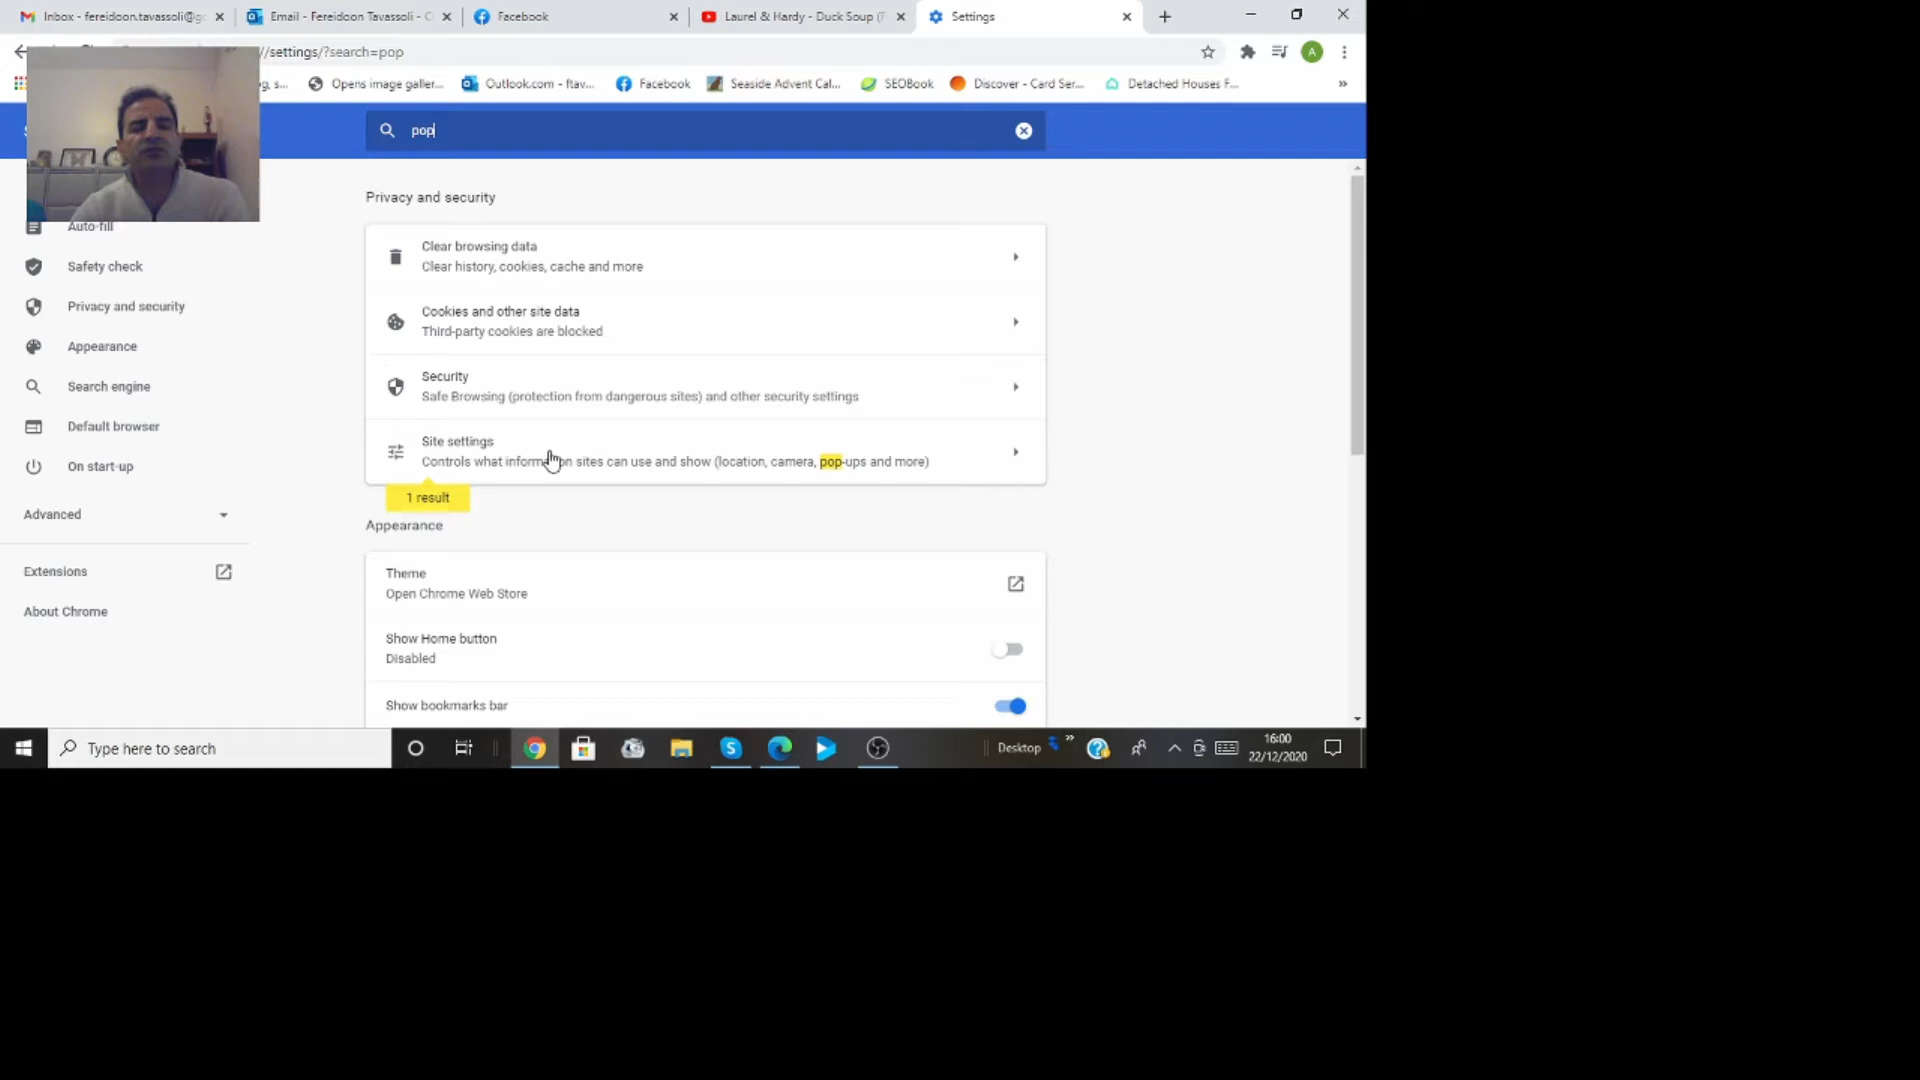 Inbox - fereidoon.tavassoli@g
Email - Fereidoon Tavassoli - O
Facebook
Laurel & Hardy - Duck Soup (F
Settings
//settings/?search=pop
A
g, s...
Opens image galler...
Outlook.com - ftav...
Facebook
Seaside Advent Cal...
SEOBook
Discover - Card Ser...
Detached Houses F...
»
pop
Privacy and security
Clear browsing data
Clear history, cookies, cache and more
Cookies and other site data
Third-party cookies are blocked
Security
Safe Browsing (protection from dangerous sites) and other security settings
Site settings
Controls what information sites can use and show (location, camera, pop-ups and more)
1 result
Appearance
Theme
Open Chrome Web Store
Show Home button
Disabled
Show bookmarks bar
Auto-fill
Safety check
Privacy and security
Appearance
Search engine
Default browser
On start-up
Advanced
Extensions
About Chrome
Type here to search
Desktop
»
16:00
22/12/2020